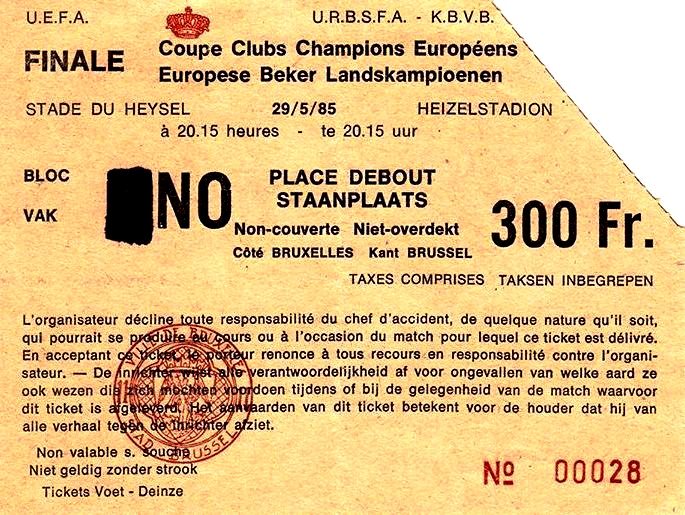 U.E.F.A. U.R.B.S.F.A. - K.B.V.B.
FINALE
Coupe Clubs Champions Européens
Europese Beker Landskampioenen
STADE DU HEYSEL 29/5/85 HEIZELSTADION
à 20.15 heures - te 20.15 uur
BLOC
VAK
NO
PLACE DEBOUT
STAANPLAATS
Non-couverte Niet-overdekt
Côté BRUXELLES Kant BRUSSEL
300 Fr.
TAXES COMPRISES TAKSEN INBEGREPEN
L'organisateur décline toute responsabilité du chef d'accident, de quelque nature qu'il soit,
qui pourrait se produire au cours ou à l'occasion du match pour lequel ce ticket est délivré.
En acceptant ce ticket, le porteur renonce à tous recours en responsabilité contre l'organi-
sateur. — De inrichter wijst alle verantwoordelijkheid af voor ongevallen van welke aard ze
ook wezen die zich mochten voordoen tijdens of bij de gelegenheid van de match waarvoor
dit ticket is afgeleverd. Het aanvaarden van dit ticket betekent voor de houder dat hij van
alle verhaal tegen de inrichter afziet.
Non valable s. souche
Niet geldig zonder strook
Tickets Voet - Deinze
Nº 00028